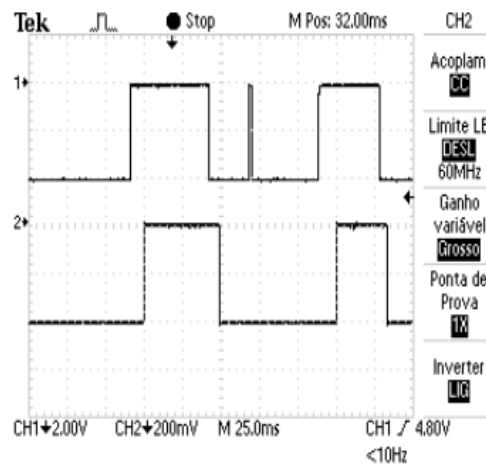 Tek Stop M Pos: 32.00ms CH2
Acoplam
CC
Limite LB
DESL
60MHz
Ganho
variável
Grosso
Ponta de
Prova
1X
Inverter
LIG
1
2
CH1 2.00V CH2 200mV M 25.0ms CH1 4.80V
<10Hz